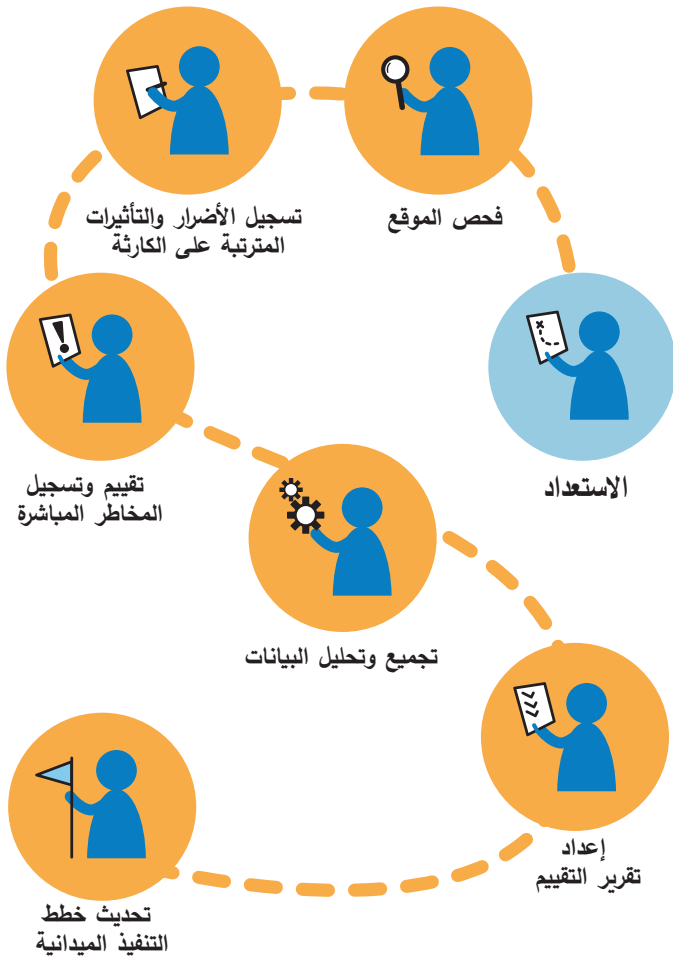 فحص الموقع
تسجيل الأضرار والتأثيرات
المترتبة على الكارثة
الاستعداد
تقييم وتسجيل
المخاطر المباشرة
تجميع وتحليل البيانات
إعداد
تقرير التقييم
تحديث خطط
التنفيذ الميدانية